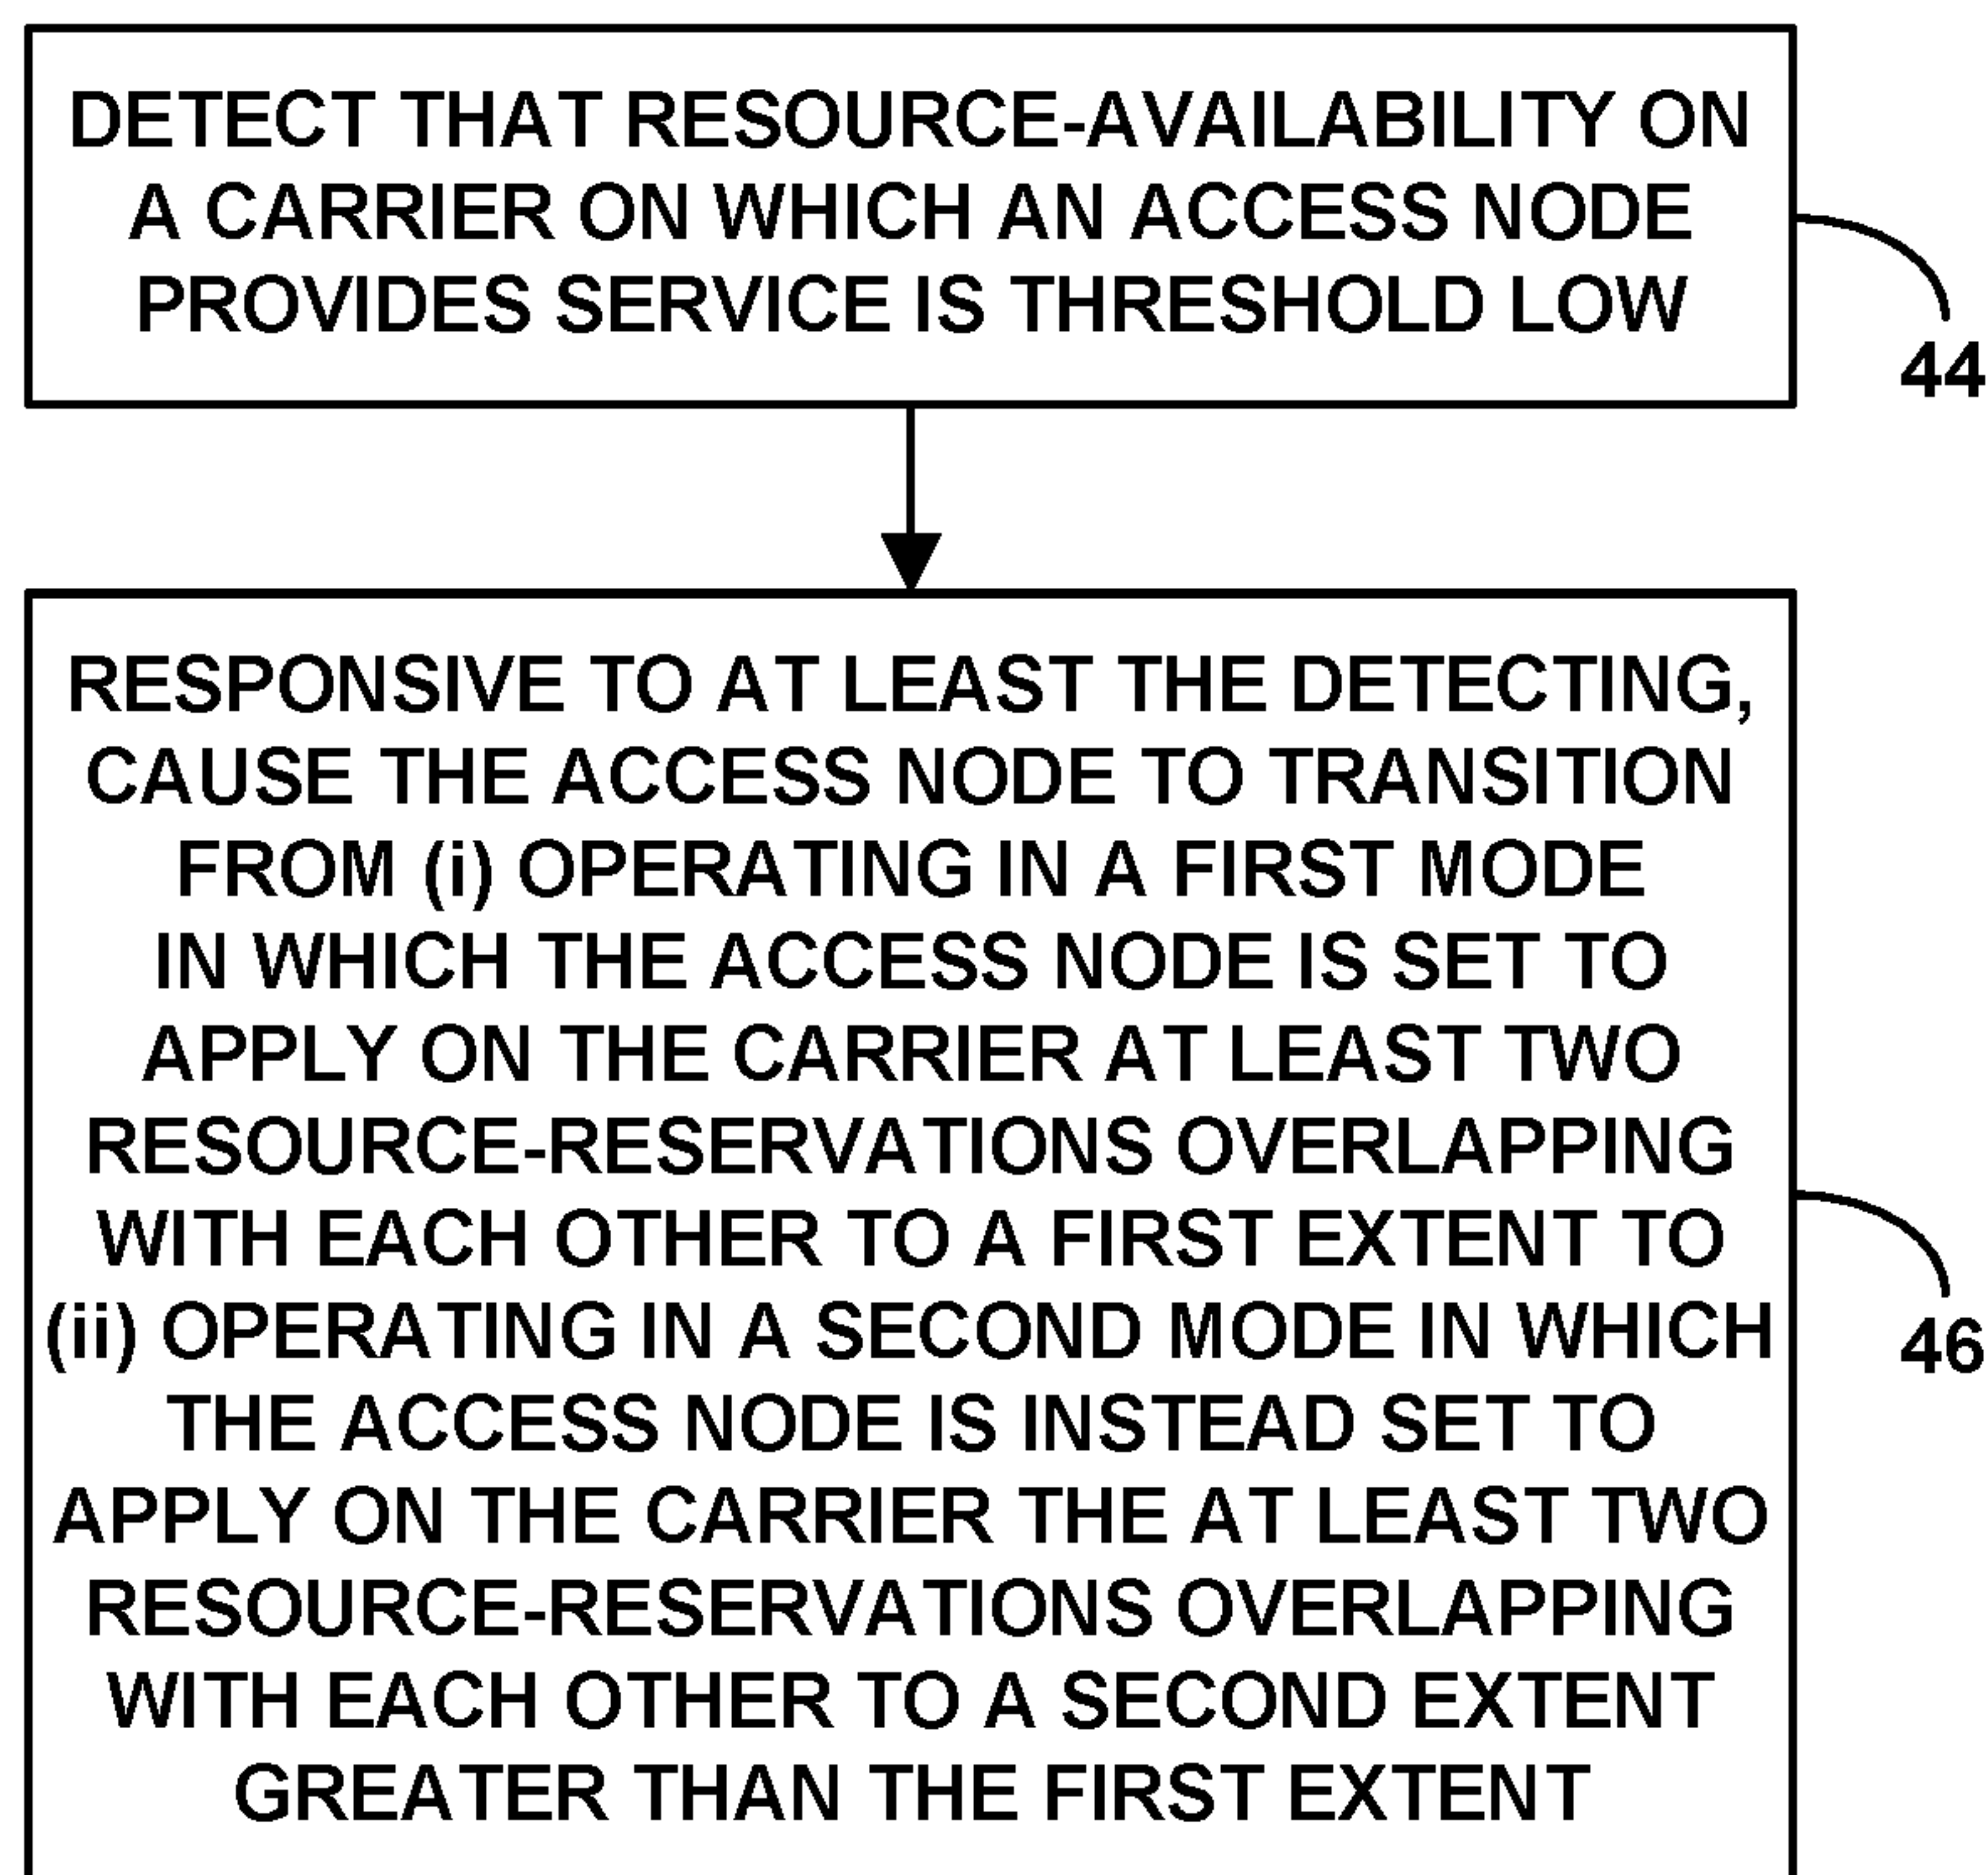 DETECT THAT RESOURCE-AVAILABILITY ON
A CARRIER ON WHICH AN ACCESS NODE
PROVIDES SERVICE IS THRESHOLD LOW
44
RESPONSIVE TO AT LEAST THE DETECTING,
CAUSE THE ACCESS NODE TO TRANSITION
FROM (i) OPERATING IN A FIRST MODE
IN WHICH THE ACCESS NODE IS SET TO
APPLY ON THE CARRIER AT LEAST TWO
RESOURCE-RESERVATIONS OVERLAPPING
WITH EACH OTHER TO A FIRST EXTENT TO
(ii) OPERATING IN A SECOND MODE IN WHICH
THE ACCESS NODE IS INSTEAD SET TO
APPLY ON THE CARRIER THE AT LEAST TWO
RESOURCE-RESERVATIONS OVERLAPPING
WITH EACH OTHER TO A SECOND EXTENT
GREATER THAN THE FIRST EXTENT
46